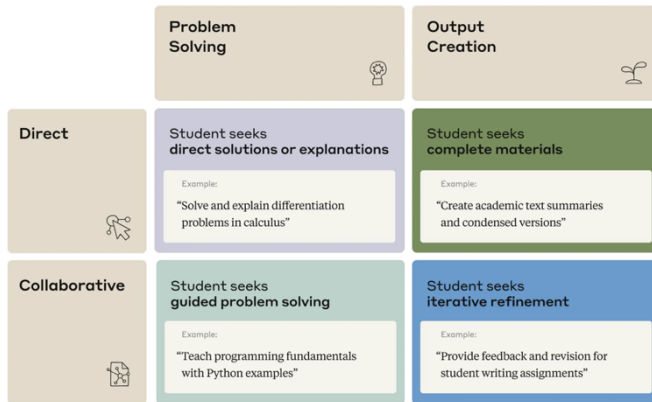 Problem
Solving
Output
Creation
Direct
Student seeks
direct solutions or explanations
Example:
“Solve and explain differentiation
problems in calculus”
Student seeks
complete materials
Example:
“Create academic text summaries
and condensed versions”
Collaborative
Student seeks
guided problem solving
Example:
“Teach programming fundamentals
with Python examples”
Student seeks
iterative refinement
Example:
“Provide feedback and revision for
student writing assignments”